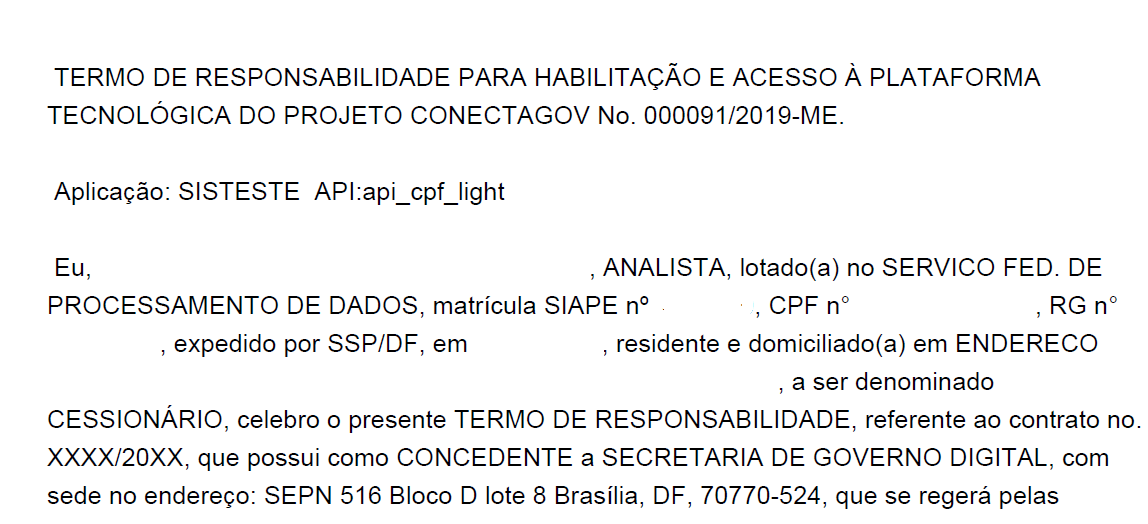 TERMO DE RESPONSABILIDADE PARA HABILITAÇÃO E ACESSO À PLATAFORMA
TECNOLÓGICA DO PROJETO CONECTAGOV No. 000091/2019-ME.
Aplicação: SISTESTE API:api_cpf_light
Eu, , ANALISTA, lotado(a) no SERVICO FED. DE
PROCESSAMENTO DE DADOS, matrícula SIAPE nº , CPF n° , RG n°
, expedido por SSP/DF, em , residente e domiciliado(a) em ENDERECO
, a ser denominado
CESSIONÁRIO, celebro o presente TERMO DE RESPONSABILIDADE, referente ao contrato no.
XXXX/20XX, que possui como CONCEDENTE a SECRETARIA DE GOVERNO DIGITAL, com
sede no endereço: SEPN 516 Bloco D lote 8 Brasília, DF, 70770-524, que se regerá pelas